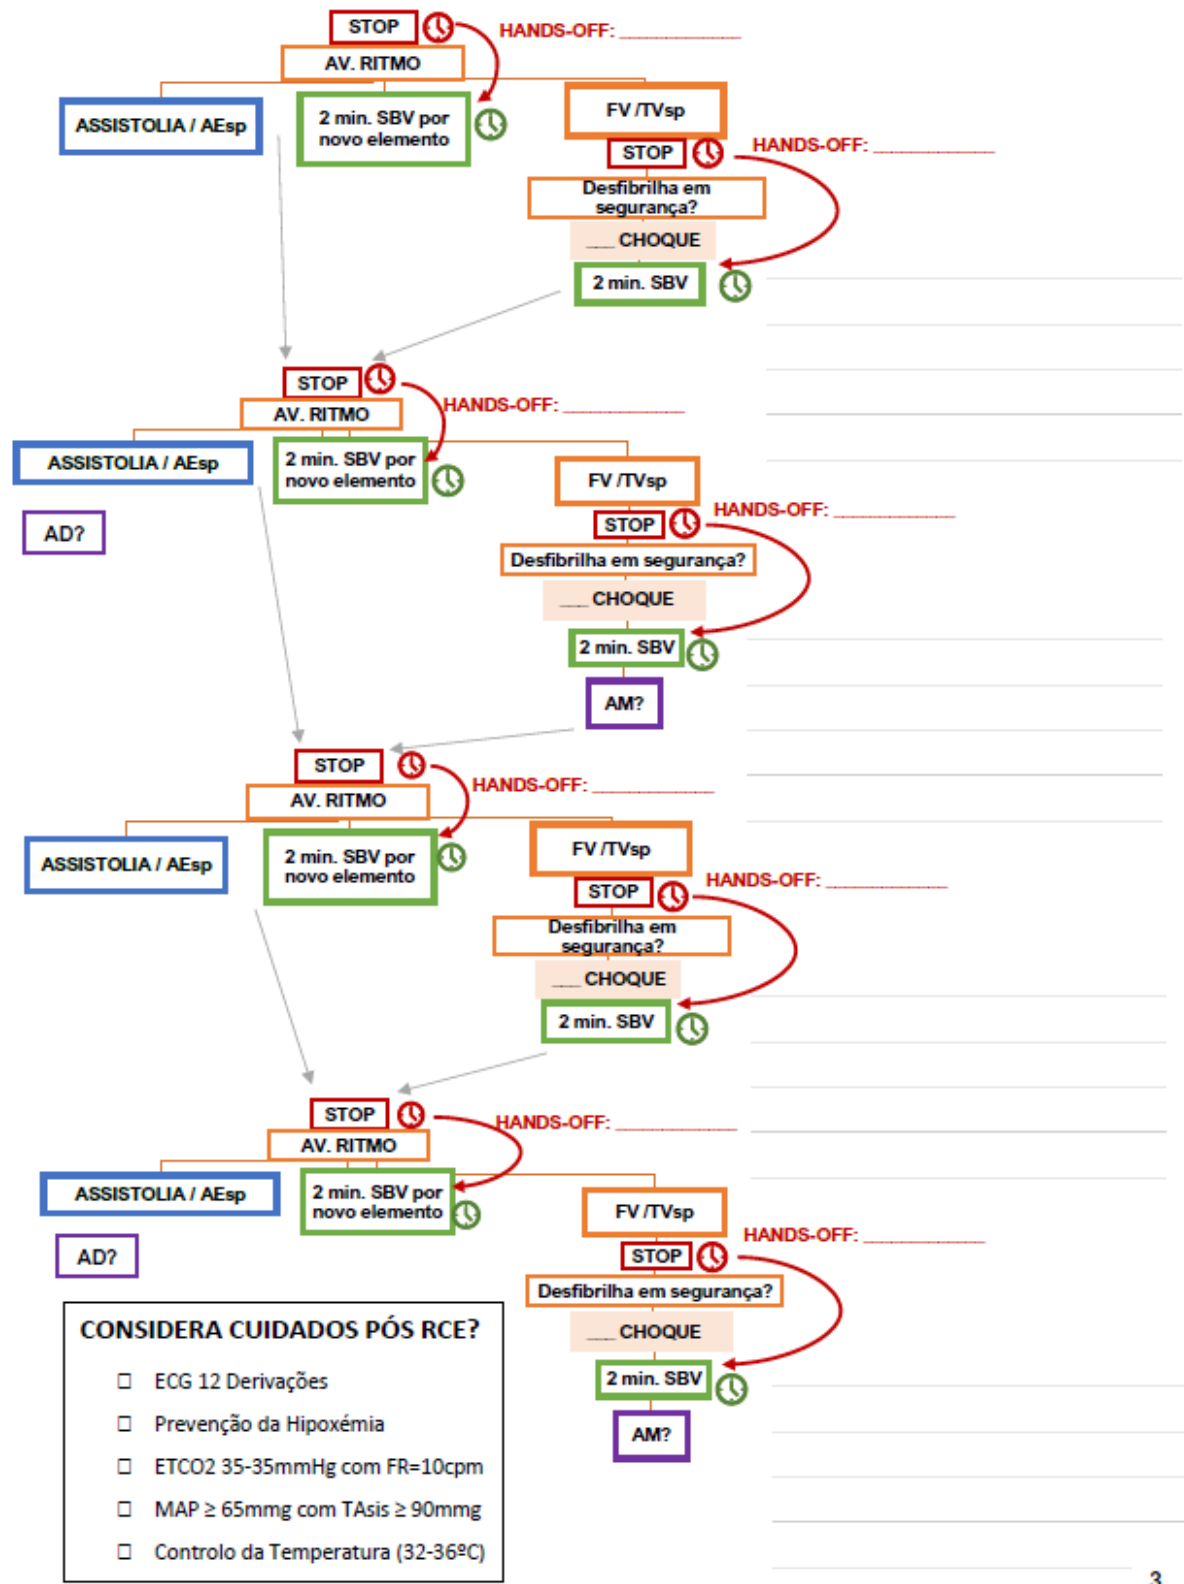 STOP
HANDS-OFF: ____________
AV. RITMO
ASSISTOLIA / AEsp
2 min. SBV por
novo elemento
FV /TVsp
STOP
HANDS-OFF: ____________
Desfibrilha em
segurança?
___ CHOQUE
2 min. SBV
STOP
HANDS-OFF: ____________
AV. RITMO
ASSISTOLIA / AEsp
2 min. SBV por
novo elemento
FV /TVsp
AD?
STOP
HANDS-OFF: ____________
Desfibrilha em segurança?
___ CHOQUE
2 min. SBV
AM?
STOP
HANDS-OFF: ____________
AV. RITMO
ASSISTOLIA / AEsp
2 min. SBV por
novo elemento
FV /TVsp
STOP
HANDS-OFF: ____________
Desfibrilha em
segurança?
___ CHOQUE
2 min. SBV
STOP
HANDS-OFF: ____________
AV. RITMO
ASSISTOLIA / AEsp
2 min. SBV por
novo elemento
FV /TVsp
AD?
STOP
HANDS-OFF: ____________
Desfibrilha em segurança?
___ CHOQUE
2 min. SBV
AM?
CONSIDERA CUIDADOS PÓS RCE?
☐ ECG 12 Derivações
☐ Prevenção da Hipoxémia
☐ ETCO2 35-35mmHg com FR=10cpm
☐ MAP ≥ 65mmg com TAsis ≥ 90mmg
☐ Controlo da Temperatura (32-36ºC)
3